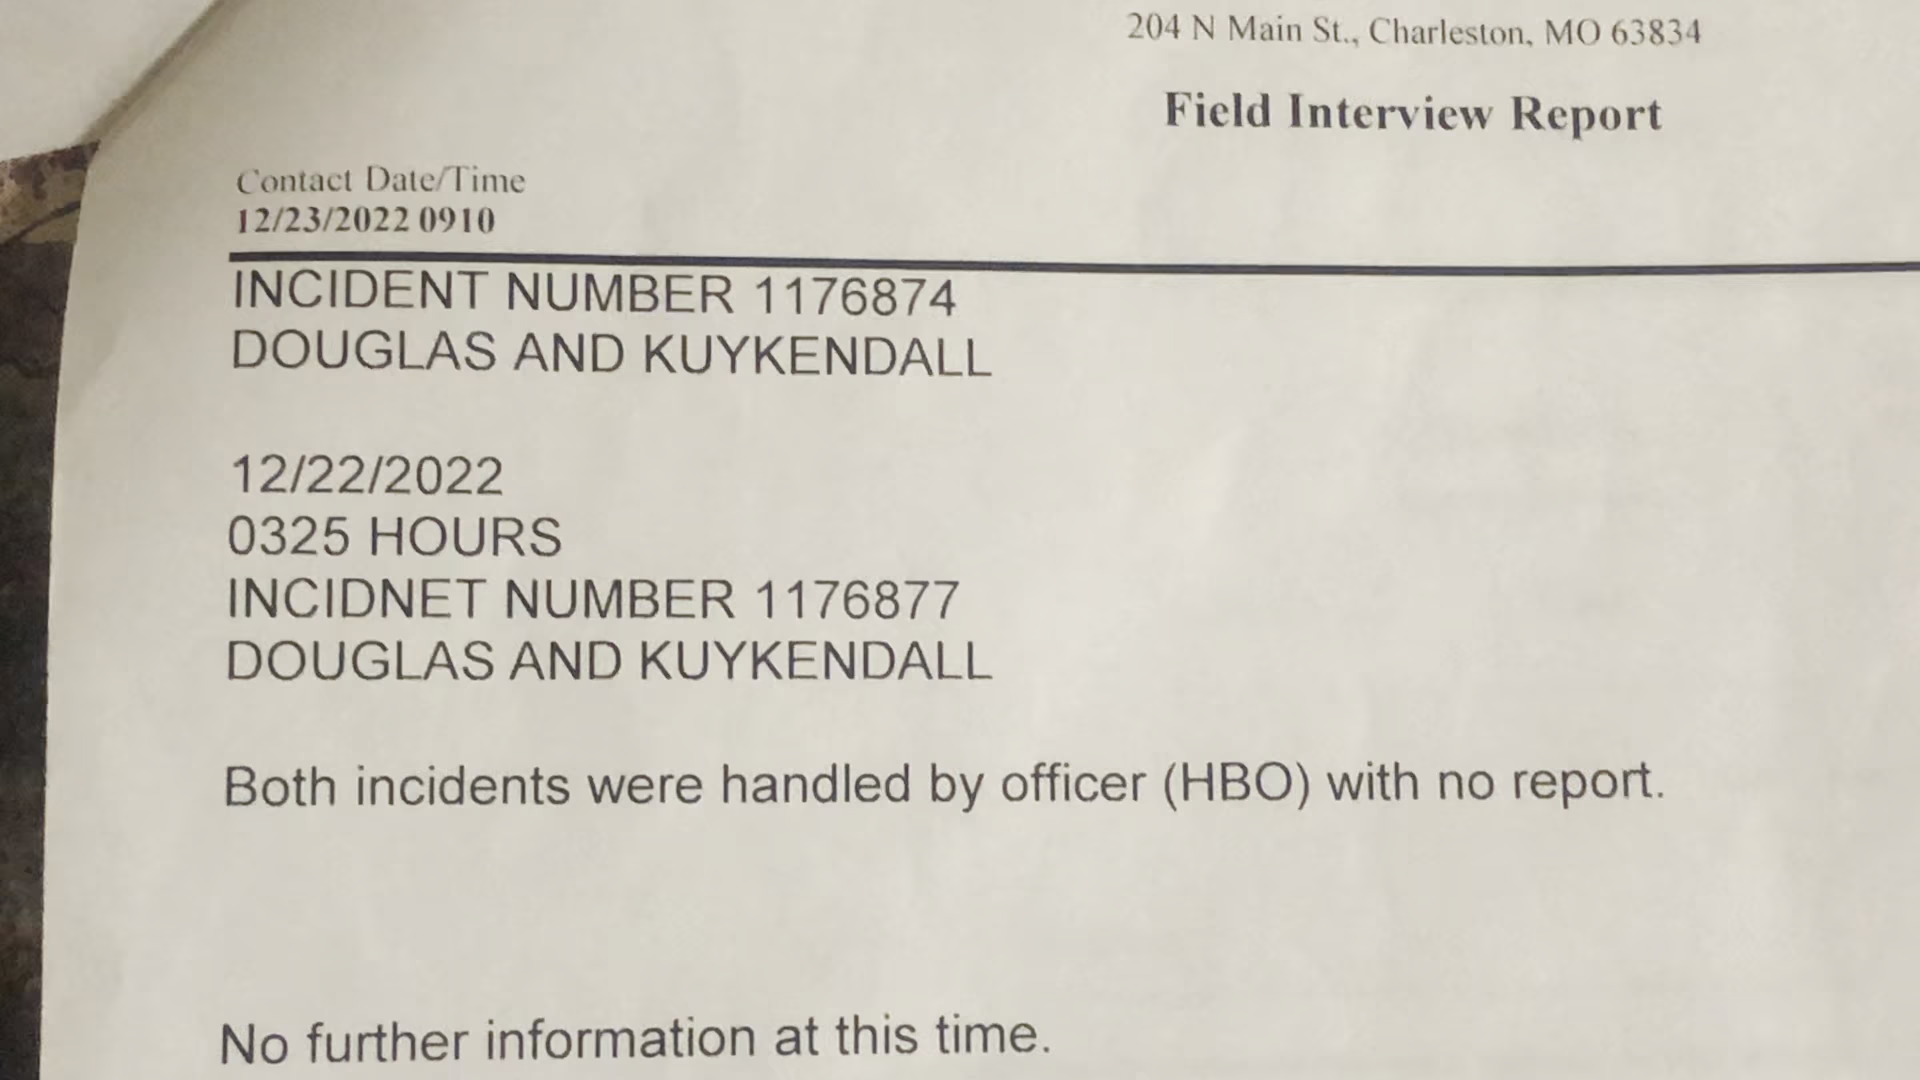 204 N Main St., Charleston, MO 63834
Field Interview Report
Contact Date/Time
12/23/2022 0910
INCIDENT NUMBER 1176874
DOUGLAS AND KUYKENDALL
12/22/2022
0325 HOURS
INCIDNET NUMBER 1176877
DOUGLAS AND KUYKENDALL
Both incidents were handled by officer (HBO) with no report.
No further information at this time.